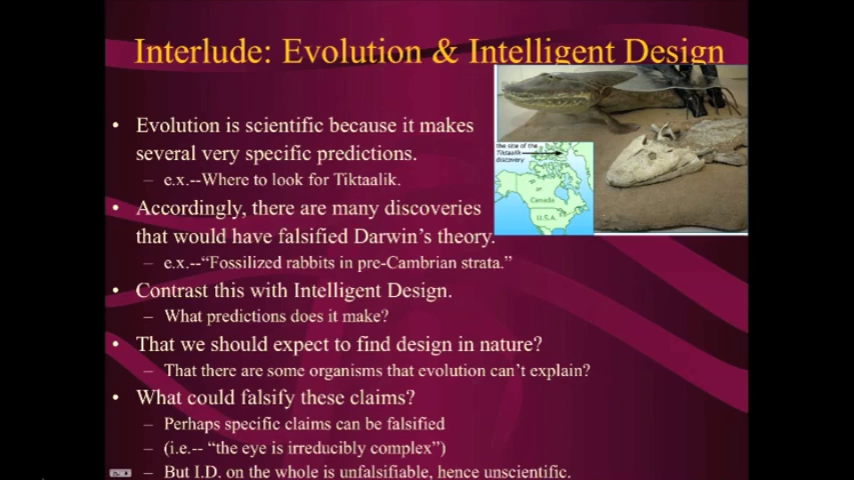 Interlude: Evolution & Intelligent Design
• Evolution is scientific because it makes
several very specific predictions.
– e.x.--Where to look for Tiktaalik.
• Accordingly, there are many discoveries
that would have falsified Darwin's theory.
– e.x.--“Fossilized rabbits in pre-Cambrian strata.”
• Contrast this with Intelligent Design.
– What predictions does it make?
• That we should expect to find design in nature?
– That there are some organisms that evolution can't explain?
• What could falsify these claims?
– Perhaps specific claims can be falsified
– (i.e.-- “the eye is irreducibly complex”)
– But I.D. on the whole is unfalsifiable, hence unscientific.
the site of the
Tiktaalik
discovery
Canada
U.S.A.